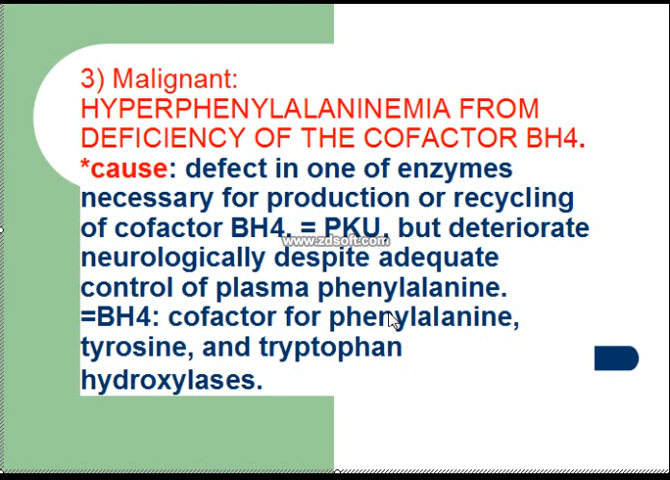 3) Malignant:
HYPERPHENYLALANINEMIA FROM
DEFICIENCY OF THE COFACTOR BH4.
*cause: defect in one of enzymes
necessary for production or recycling
of cofactor BH4. = PKU, but deteriorate
www.zdsoft.com
neurologically despite adequate
control of plasma phenylalanine.
=BH4: cofactor for phenylalanine,
tyrosine, and tryptophan
hydroxylases.